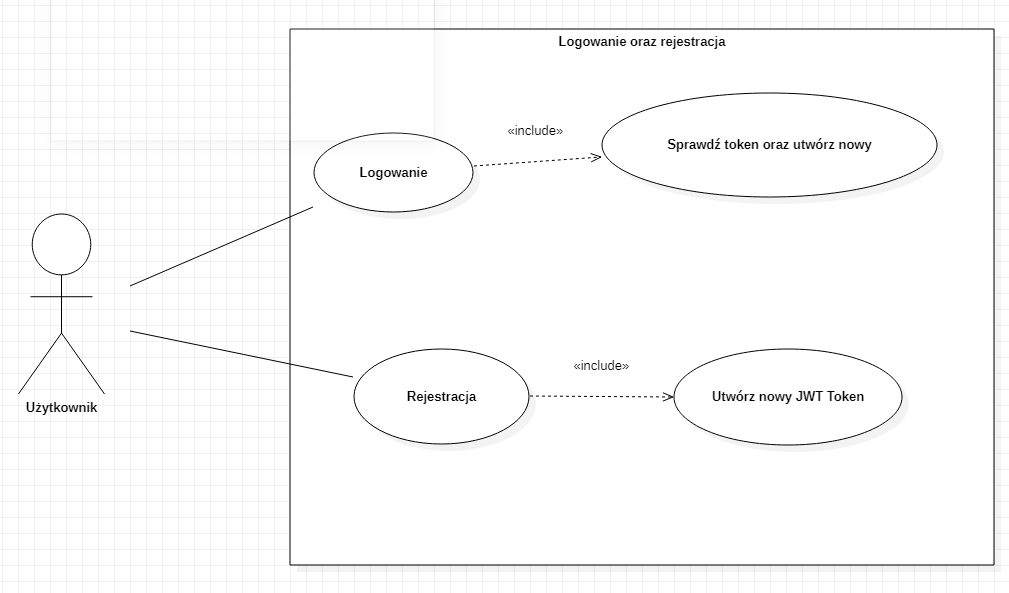 Logowanie oraz rejestracja
«include»
Sprawdź token oraz utwórz nowy
Logowanie
Użytkownik
«include»
Rejestracja
Utwórz nowy JWT Token